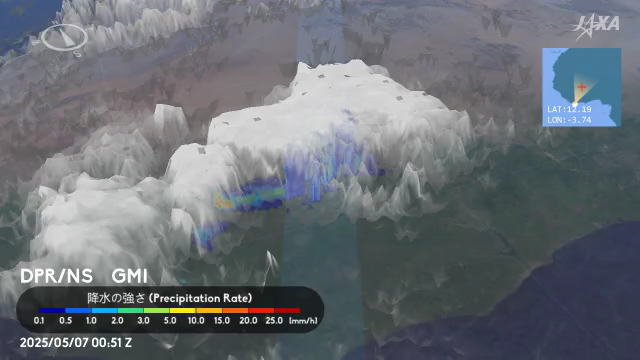 JAXA
S
LAT:12.19
LON:-3.74
DPR/NS GMI
降水の強さ (Precipitation Rate)
0.1 0.5 1.0 2.0 3.0 5.0 10.0 15.0 20.0 25.0 [mm/h]
2025/05/07 00:51 Z